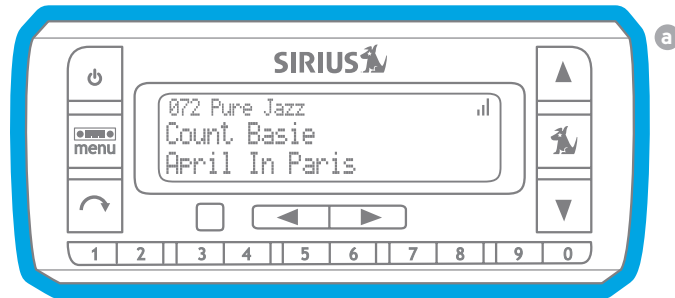 a
SIRIUS
072 Pure Jazz
Count Basie
April In Paris
menu
1 2 3 4 5 6 7 8 9 0